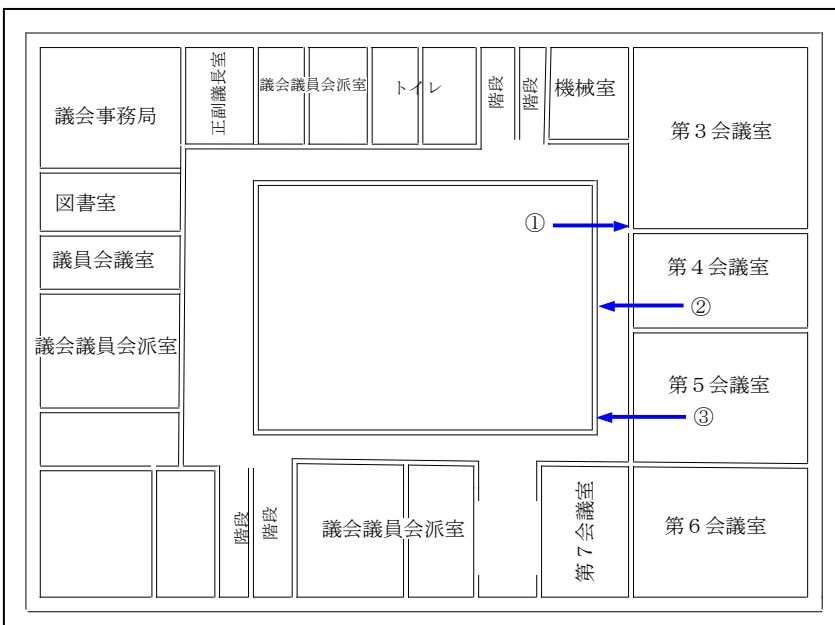 正副議長室
議会議員会派室
トイレ
階段
階段
機械室
議会事務局
第３会議室
図書室
①
議員会議室
第４会議室
②
議会議員会派室
第５会議室
③
階段
階段
議会議員会派室
第７会議室
第６会議室